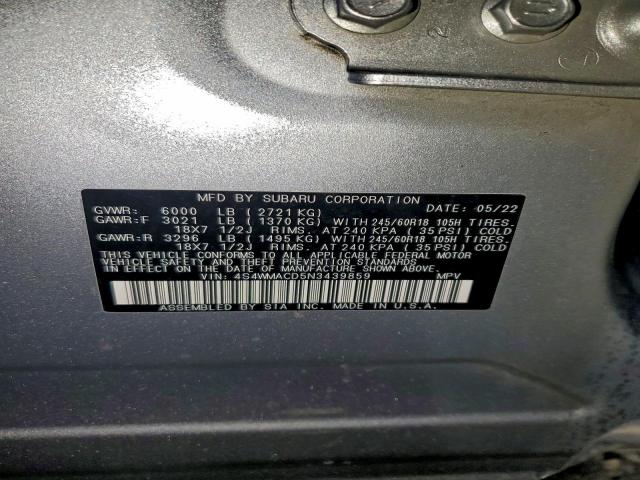 MFD BY SUBARU CORPORATION DATE: 05/22
GVWR: 6000 LB (2721 KG)
GAWR:F 3021 LB (1370 KG) WITH 245/60R18 105H TIRES.
18X7 1/2J RIMS. AT 240 KPA (35 PSI) COLD
GAWR:R 3296 LB (1495 KG) WITH 245/60R18 105H TIRES.
18X7 1/2J RIMS. AT 240 KPA (35 PSI) COLD
THIS VEHICLE CONFORMS TO ALL APPLICABLE FEDERAL MOTOR
VEHICLE SAFETY AND THEFT PREVENTION STANDARDS
IN EFFECT ON THE DATE OF MANUFACTURE SHOWN ABOVE.
VIN: 4S4WMACD5N3439859 MPV
ASSEMBLED BY SIA INC. MADE IN U.S.A.